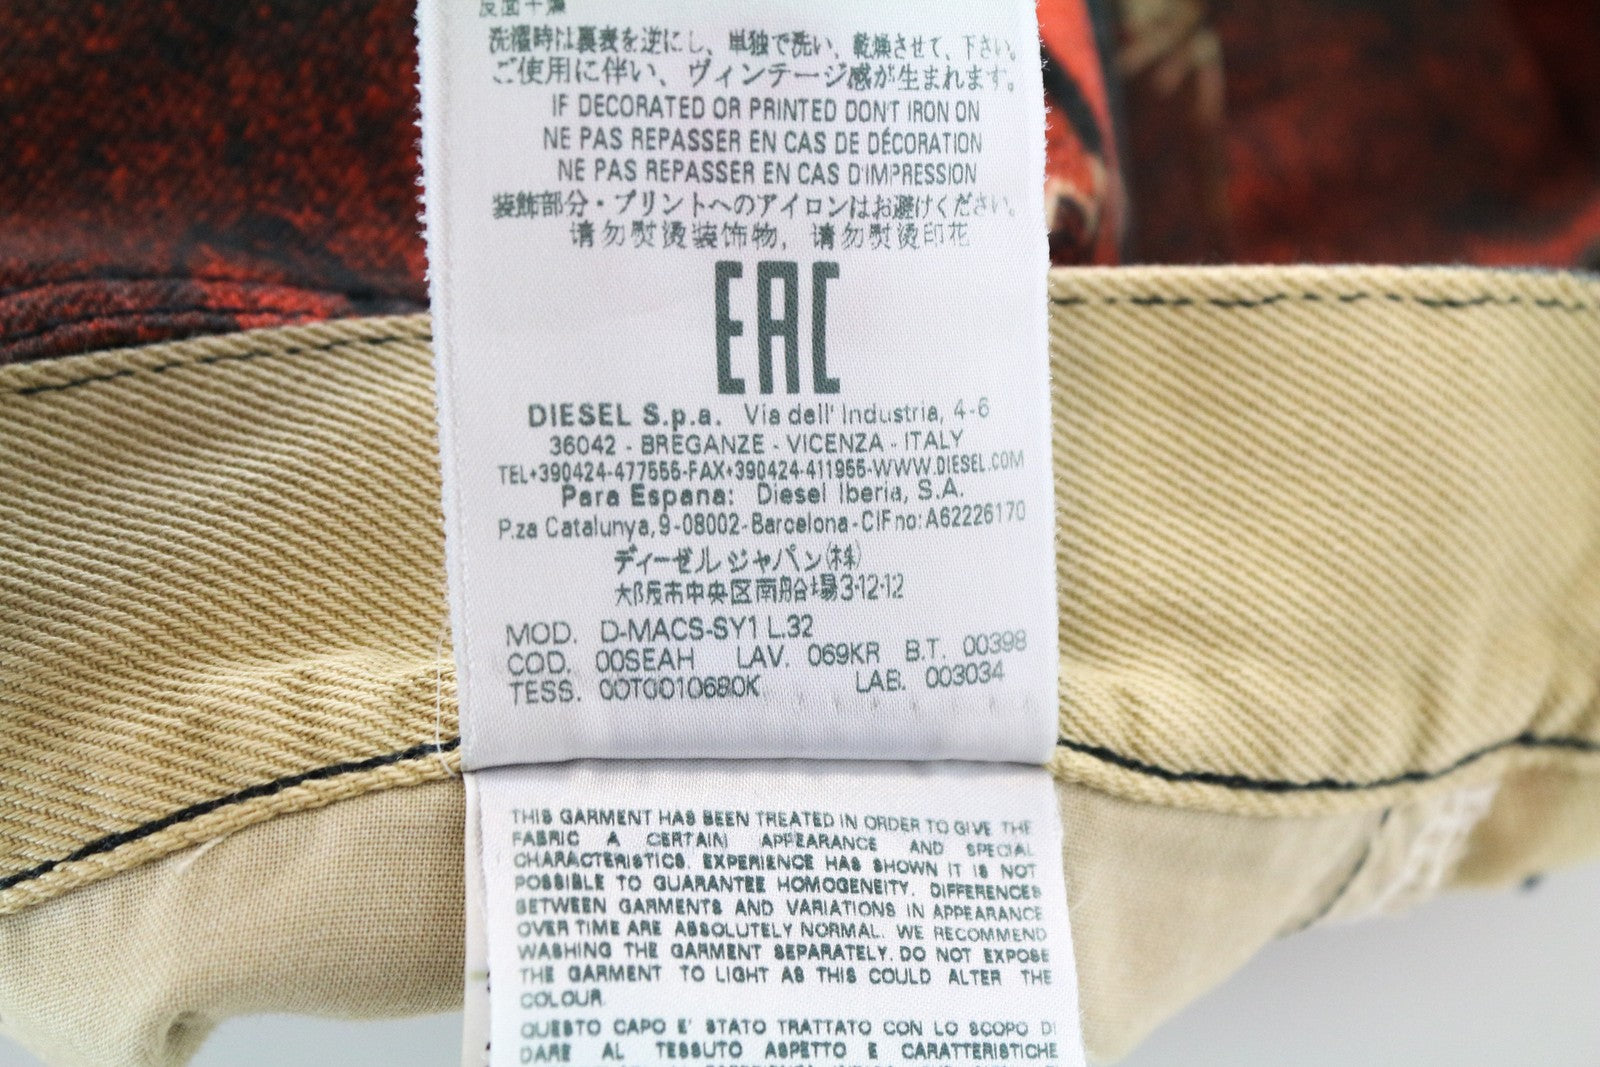 反面干燥
洗濯時は裏表を逆にし、単独で洗い、乾燥させて、下さい。
ご使用に伴い、ヴィンテージ感が生まれます。
IF DECORATED OR PRINTED DON'T IRON ON
NE PAS REPASSER EN CAS DE DÉCORATION
NE PAS REPASSER EN CAS D'IMPRESSION
装飾部分・プリントへのアイロンはお避けください。
请勿熨烫装饰物，请勿熨烫印花
EAC
DIESEL S.p.a. Via dell' Industria, 4-6
36042 - BREGANZE - VICENZA - ITALY
TEL+390424-477555-FAX+390424-411955-WWW.DIESEL.COM
Para Espana: Diesel Iberia, S.A.
P.za Catalunya,9-08002-Barcelona-CIF no: A62226170
ディーゼルジャパン(株)
大阪市中央区南船場3-12-12
MOD. D-MACS-SY1 L.32
COD. 00SEAH LAV. 069KR B.T. 00398
TESS. 00T0010680K LAB. 003034
THIS GARMENT HAS BEEN TREATED IN ORDER TO GIVE THE
FABRIC A CERTAIN APPEARANCE AND SPECIAL
CHARACTERISTICS. EXPERIENCE HAS SHOWN IT IS NOT
POSSIBLE TO GUARANTEE HOMOGENEITY. DIFFERENCES
BETWEEN GARMENTS AND VARIATIONS IN APPEARANCE
OVER TIME ARE ABSOLUTELY NORMAL. WE RECOMMEND
WASHING THE GARMENT SEPARATELY. DO NOT EXPOSE
THE GARMENT TO LIGHT AS THIS COULD ALTER THE
COLOUR.
QUESTO CAPO E' STATO TRATTATO CON LO SCOPO DI
DARE AL TESSUTO ASPETTO E CARATTERISTICHE